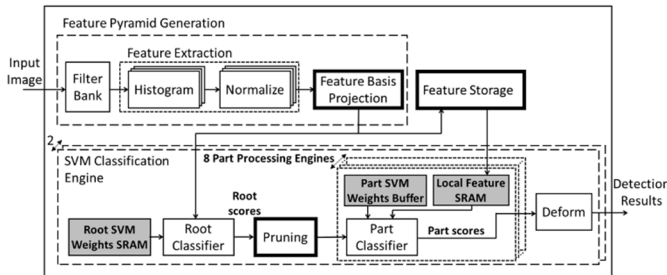 Feature Pyramid Generation
Input
Image
Filter
Bank
Feature Extraction
Histogram
Normalize
Feature Basis
Projection
Feature Storage
2
SVM Classification
Engine
8 Part Processing Engines
Part SVM
Weights Buffer
Local Feature
SRAM
Detection
Results
Root SVM
Weights SRAM
Root
Classifier
Root
scores
Pruning
Part
Classifier
Part scores
Deform